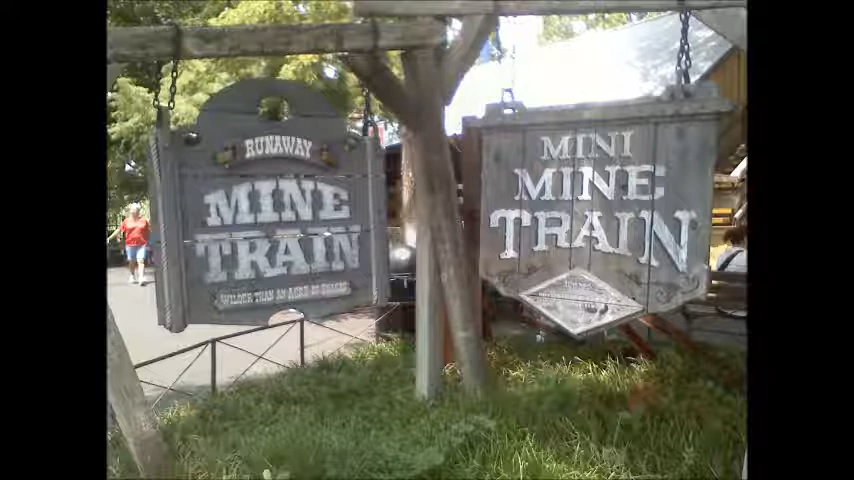 RUNAWAY
MINE
TRAIN
WILDER THAN AN ACRE OF SNAKES
MINI
MINE
TRAIN